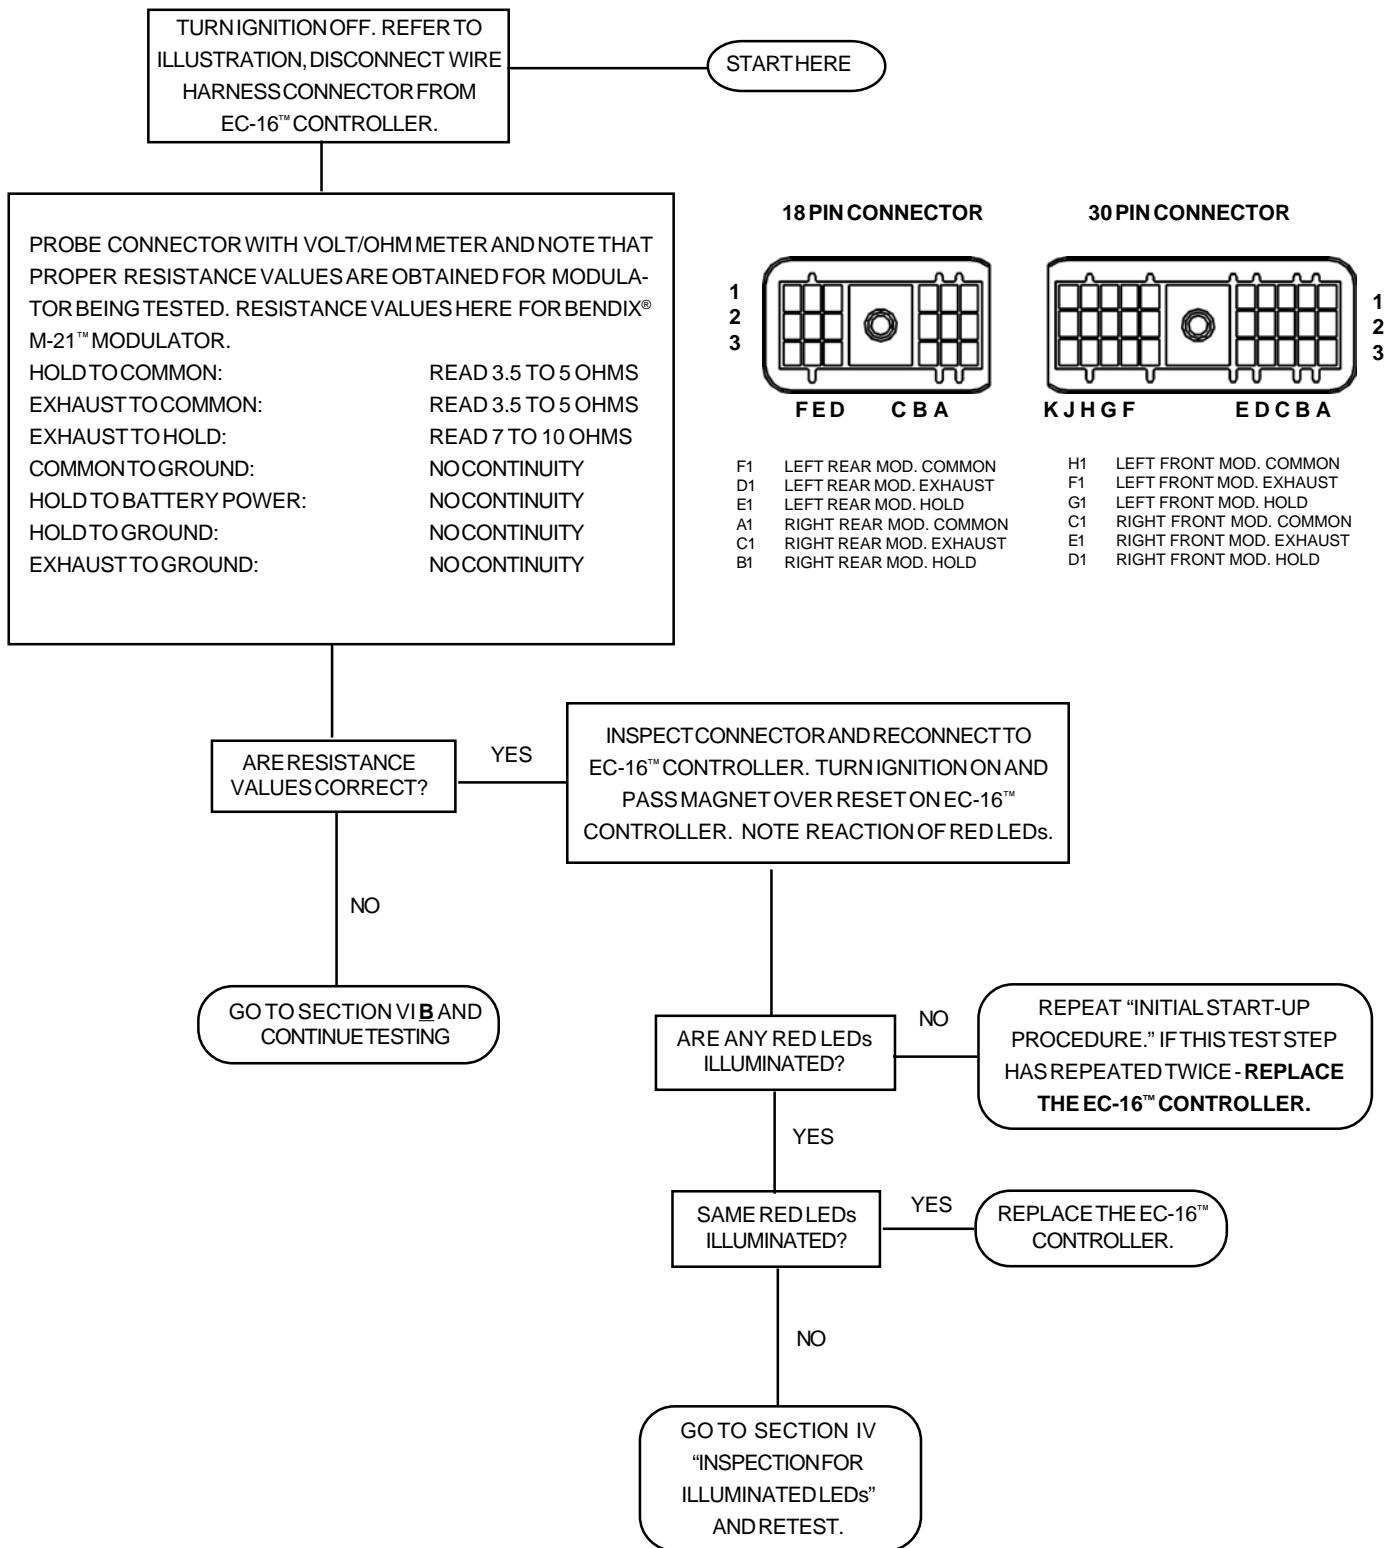 TURN IGNITION OFF. REFER TO
ILLUSTRATION, DISCONNECT WIRE
HARNESS CONNECTOR FROM
EC-16™ CONTROLLER.
START HERE
PROBE CONNECTOR WITH VOLT/OHM METER AND NOTE THAT
PROPER RESISTANCE VALUES ARE OBTAINED FOR MODULA-
TOR BEING TESTED. RESISTANCE VALUES HERE FOR BENDIX®
M-21™ MODULATOR.
HOLD TO COMMON: READ 3.5 TO 5 OHMS
EXHAUST TO COMMON: READ 3.5 TO 5 OHMS
EXHAUST TO HOLD: READ 7 TO 10 OHMS
COMMON TO GROUND: NO CONTINUITY
HOLD TO BATTERY POWER: NO CONTINUITY
HOLD TO GROUND: NO CONTINUITY
EXHAUST TO GROUND: NO CONTINUITY
18 PIN CONNECTOR
1
2
3
F E D C B A
F1 LEFT REAR MOD. COMMON
D1 LEFT REAR MOD. EXHAUST
E1 LEFT REAR MOD. HOLD
A1 RIGHT REAR MOD. COMMON
C1 RIGHT REAR MOD. EXHAUST
B1 RIGHT REAR MOD. HOLD
30 PIN CONNECTOR
1
2
3
K J H G F E D C B A
H1 LEFT FRONT MOD. COMMON
F1 LEFT FRONT MOD. EXHAUST
G1 LEFT FRONT MOD. HOLD
C1 RIGHT FRONT MOD. COMMON
E1 RIGHT FRONT MOD. EXHAUST
D1 RIGHT FRONT MOD. HOLD
ARE RESISTANCE
VALUES CORRECT?
YES
INSPECT CONNECTOR AND RECONNECT TO
EC-16™ CONTROLLER. TURN IGNITION ON AND
PASS MAGNET OVER RESET ON EC-16™
CONTROLLER. NOTE REACTION OF RED LEDs.
NO
GO TO SECTION VI B AND
CONTINUE TESTING
ARE ANY RED LEDs
ILLUMINATED?
NO
REPEAT “INITIAL START-UP
PROCEDURE.” IF THIS TEST STEP
HAS REPEATED TWICE - REPLACE
THE EC-16™ CONTROLLER.
YES
SAME RED LEDs
ILLUMINATED?
YES
REPLACE THE EC-16™
CONTROLLER.
NO
GO TO SECTION IV
“INSPECTION FOR
ILLUMINATED LEDs”
AND RETEST.